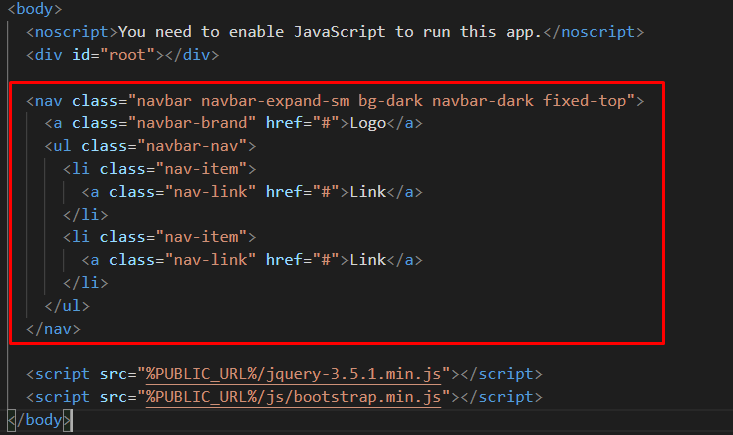 <body>
<noscript>You need to enable JavaScript to run this app.</noscript>
<div id="root"></div>
<nav class="navbar navbar-expand-sm bg-dark navbar-dark fixed-top">
<a class="navbar-brand" href="#">Logo</a>
<ul class="navbar-nav">
<li class="nav-item">
<a class="nav-link" href="#">Link</a>
</li>
<li class="nav-item">
<a class="nav-link" href="#">Link</a>
</li>
</ul>
</nav>
<script src="%PUBLIC_URL%/jquery-3.5.1.min.js"></script>
<script src="%PUBLIC_URL%/js/bootstrap.min.js"></script>
</body>